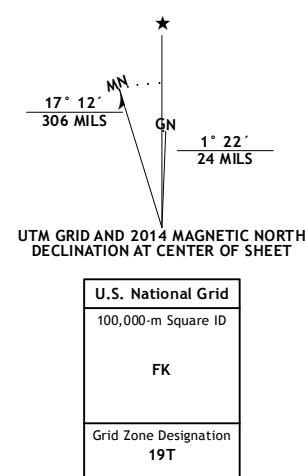 ★
MN
GN
17° 12´
306 MILS
1° 22´
24 MILS
UTM GRID AND 2014 MAGNETIC NORTH
DECLINATION AT CENTER OF SHEET
U.S. National Grid
100,000-m Square ID
FK
Grid Zone Designation
19T